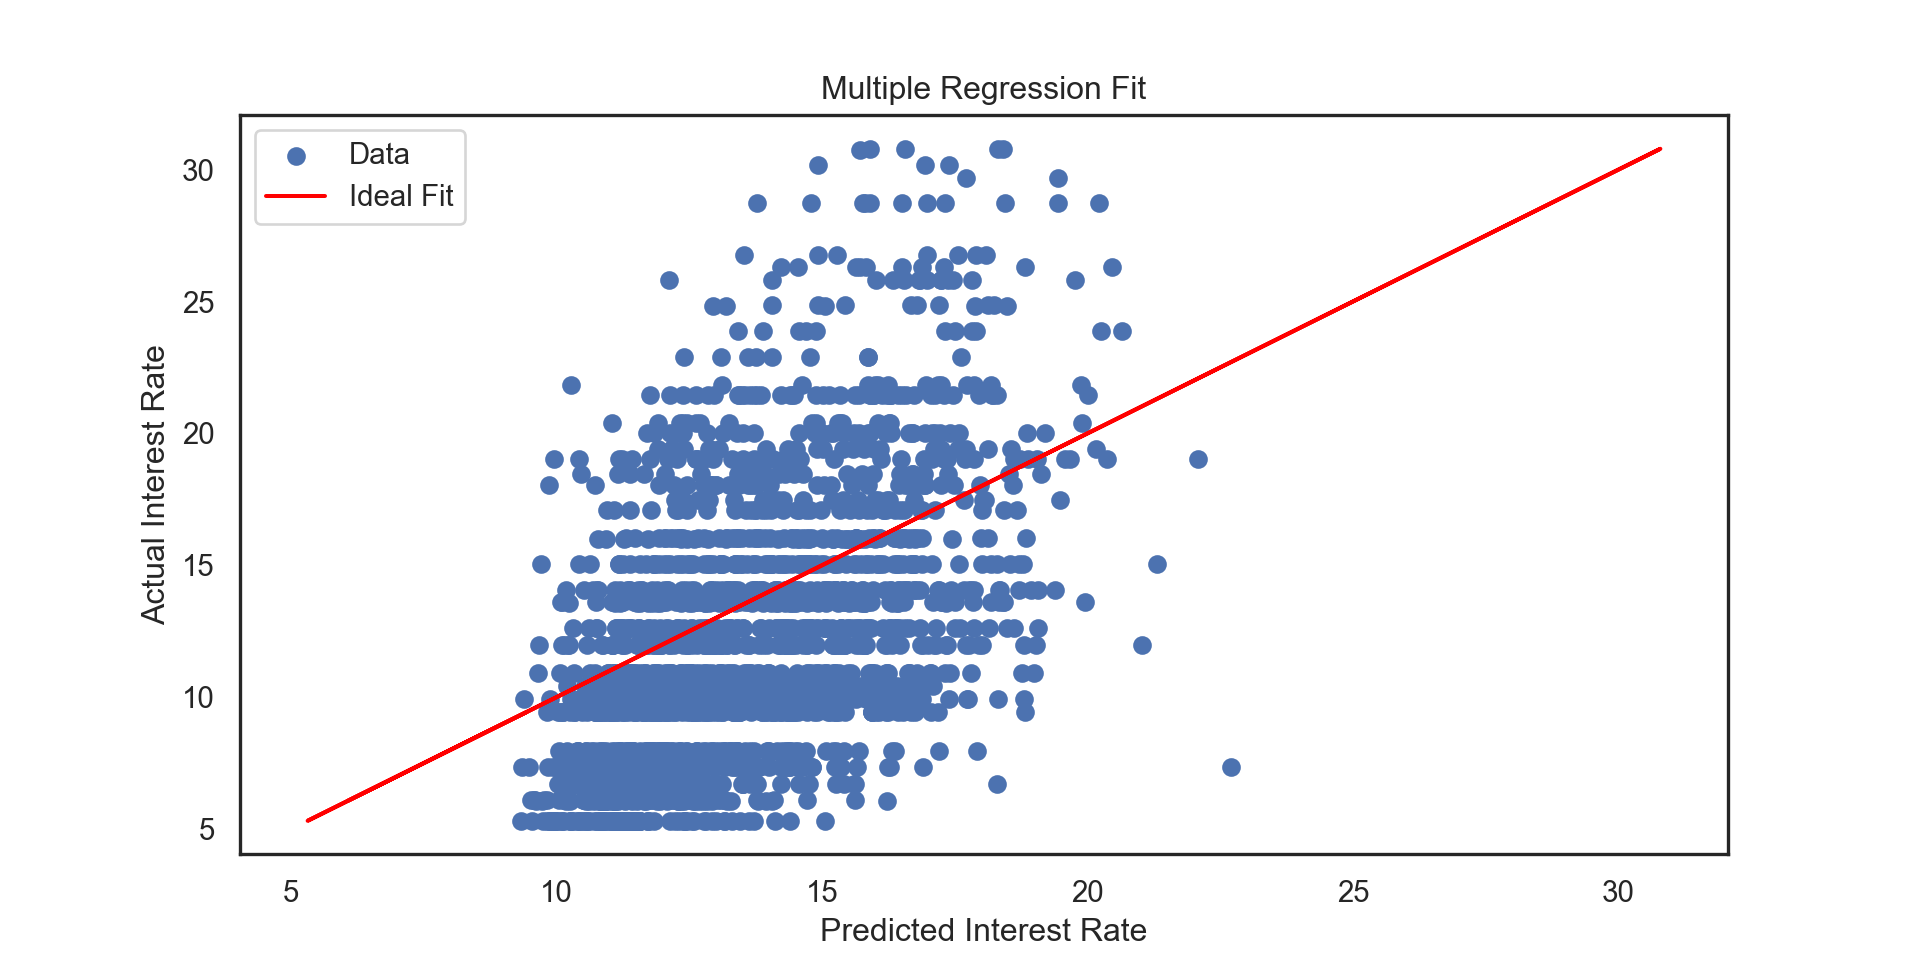 Multiple Regression Fit
Data
Ideal Fit
30
25
20
15
10
5
Actual Interest Rate
5 10 15 20 25 30
Predicted Interest Rate